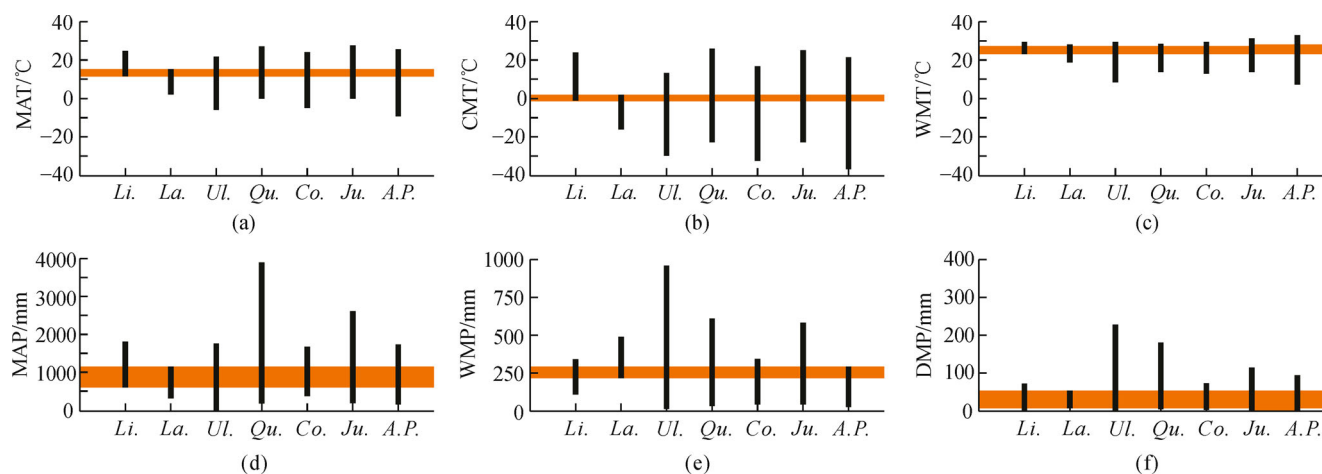 MAT/℃
40
20
0
−20
−40
Li. La. Ul. Qu. Co. Ju. A.P.
(a)
CMT/℃
40
20
0
−20
40
Li. La. Ul. Qu. Co. Ju. A.P.
(b)
WMT/℃
40
20
0
−20
−40
Li. La. Ul. Qu. Co. Ju. A.P.
(c)
MAP/mm
4000
3000
2000
1000
0
Li. La. Ul. Qu. Co. Ju. A.P.
(d)
WMP/mm
1000
750
500
250
0
Li. La. Ul. Qu. Co. Ju. A.P.
(e)
DMP/mm
400
300
200
100
0
Li. La. Ul. Qu. Co. Ju. A.P.
(f)